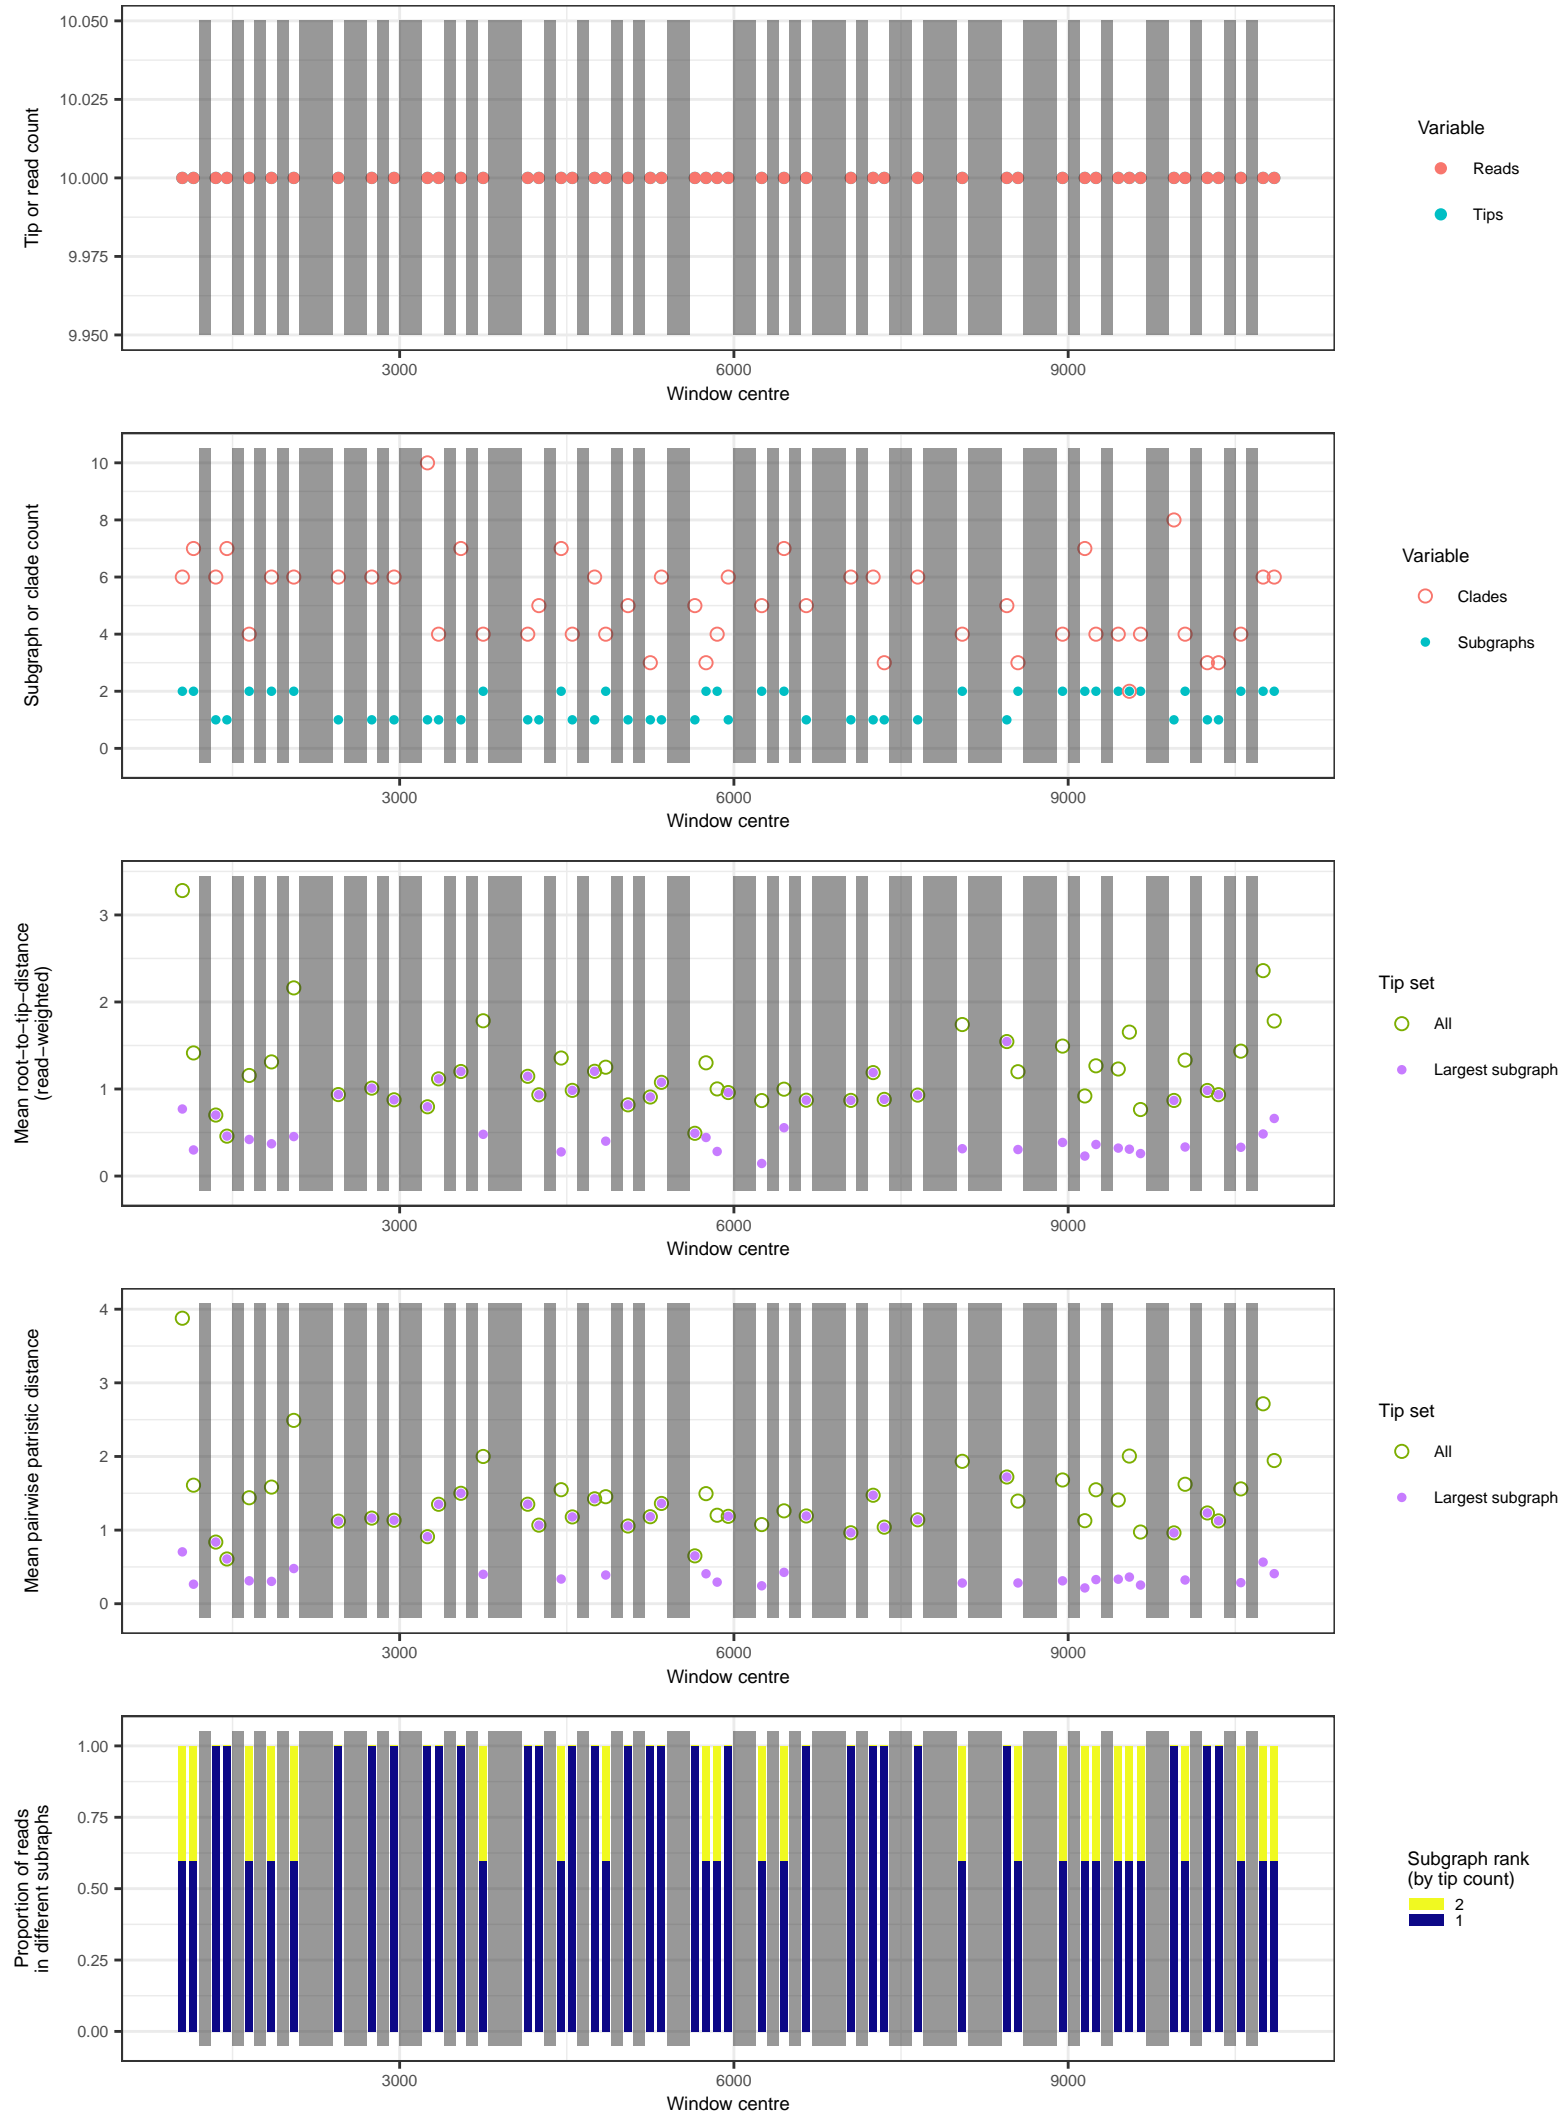 10.050
10.025
10.000
9.975
9.950
Tip or read count
3000
6000
9000
Window centre
Variable
Reads
Tips
10
8
6
4
2
0
Subgraph or clade count
3000
6000
9000
Window centre
Variable
Clades
Subgraphs
3
2
1
0
Mean root−to−tip−distance
(read−weighted)
3000
6000
9000
Window centre
Tip set
All
Largest subgraph
4
3
2
1
0
Mean pairwise patristic distance
3000
6000
9000
Window centre
Tip set
All
Largest subgraph
1.00
0.75
0.50
0.25
0.00
Proportion of reads
in different subraphs
3000
6000
9000
Window centre
Subgraph rank
(by tip count)
2
1